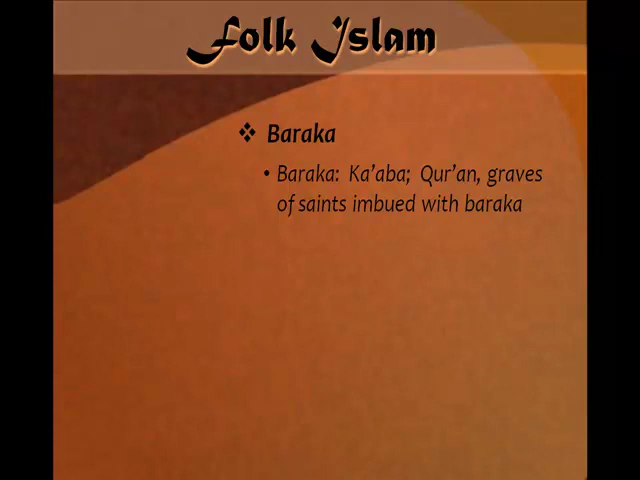 Folk Islam
❖ Baraka
• Baraka: Ka'aba; Qur'an, graves
of saints imbued with baraka